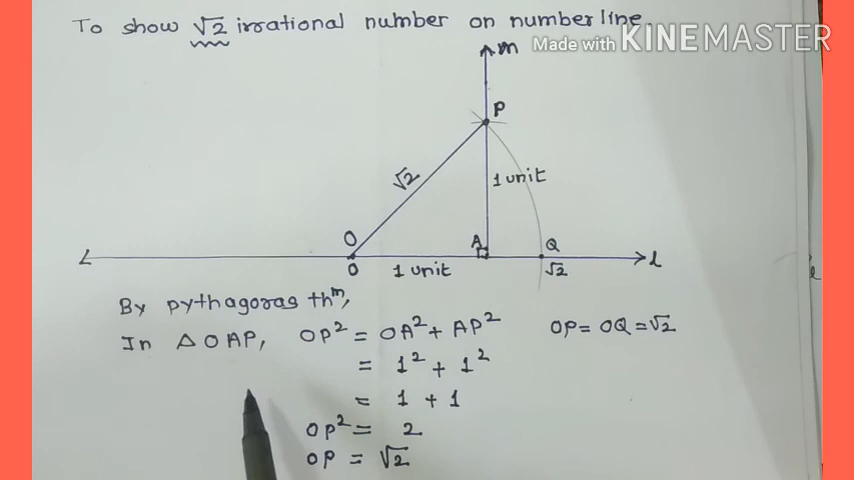 To show √2 irrational number on number line.
Made with KINEMASTER
m
P
√2
1 unit
O
A
Q
l
0
1 unit
√2
By pythagoras thm,
In △OAP, OP² = OA² + AP²
OP = OQ = √2
= 1² + 1²
= 1 + 1
OP² = 2
OP = √2